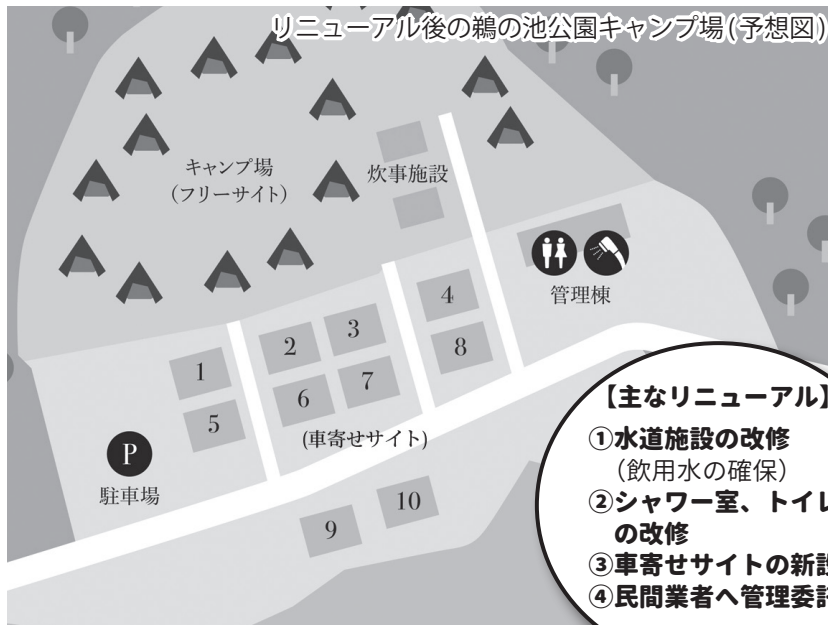 リニューアル後の鵜の池公園キャンプ場(予想図)
キャンプ場
(フリーサイト)
炊事施設
管理棟
1
2
3
4
5
6
7
8
(車寄せサイト)
P
駐車場
9
10
【主なリニューアル】
①水道施設の改修
(飲用水の確保)
②シャワー室、トイレ
の改修
③車寄せサイトの新設
④民間業者へ管理委託